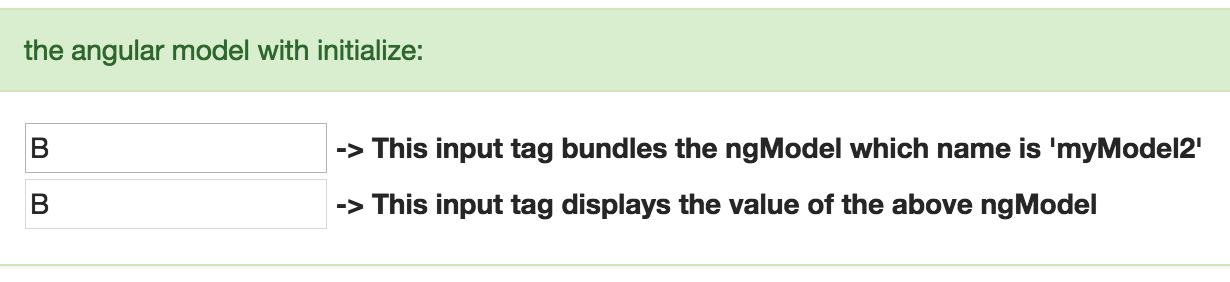 the angular model with initialize:
B -> This input tag bundles the ngModel which name is 'myModel2'
B -> This input tag displays the value of the above ngModel